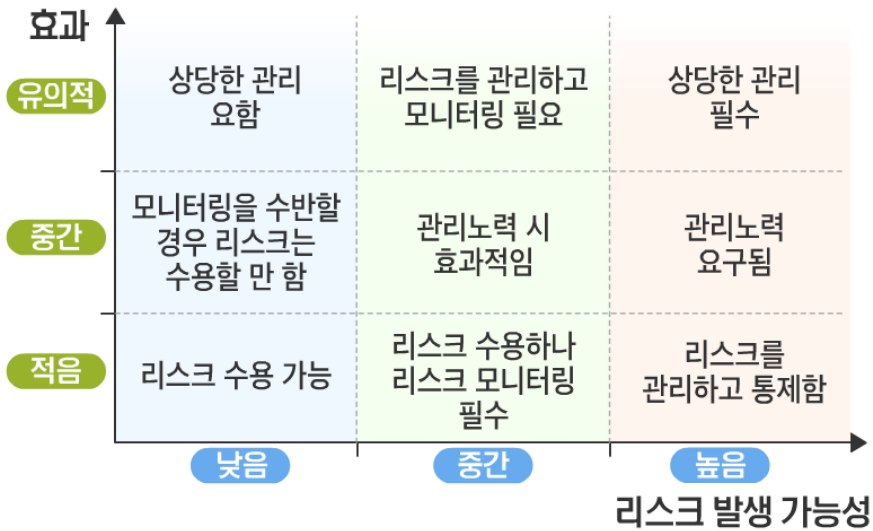 효과
유의적
상당한 관리
요함
리스크를 관리하고
모니터링 필요
상당한 관리
필수
중간
모니터링을 수반할
경우 리스크는
수용할 만 함
관리노력 시
효과적임
관리노력
요구됨
적음
리스크 수용 가능
리스크 수용하나
리스크 모니터링
필수
리스크를
관리하고 통제함
낮음
중간
높음
리스크 발생 가능성